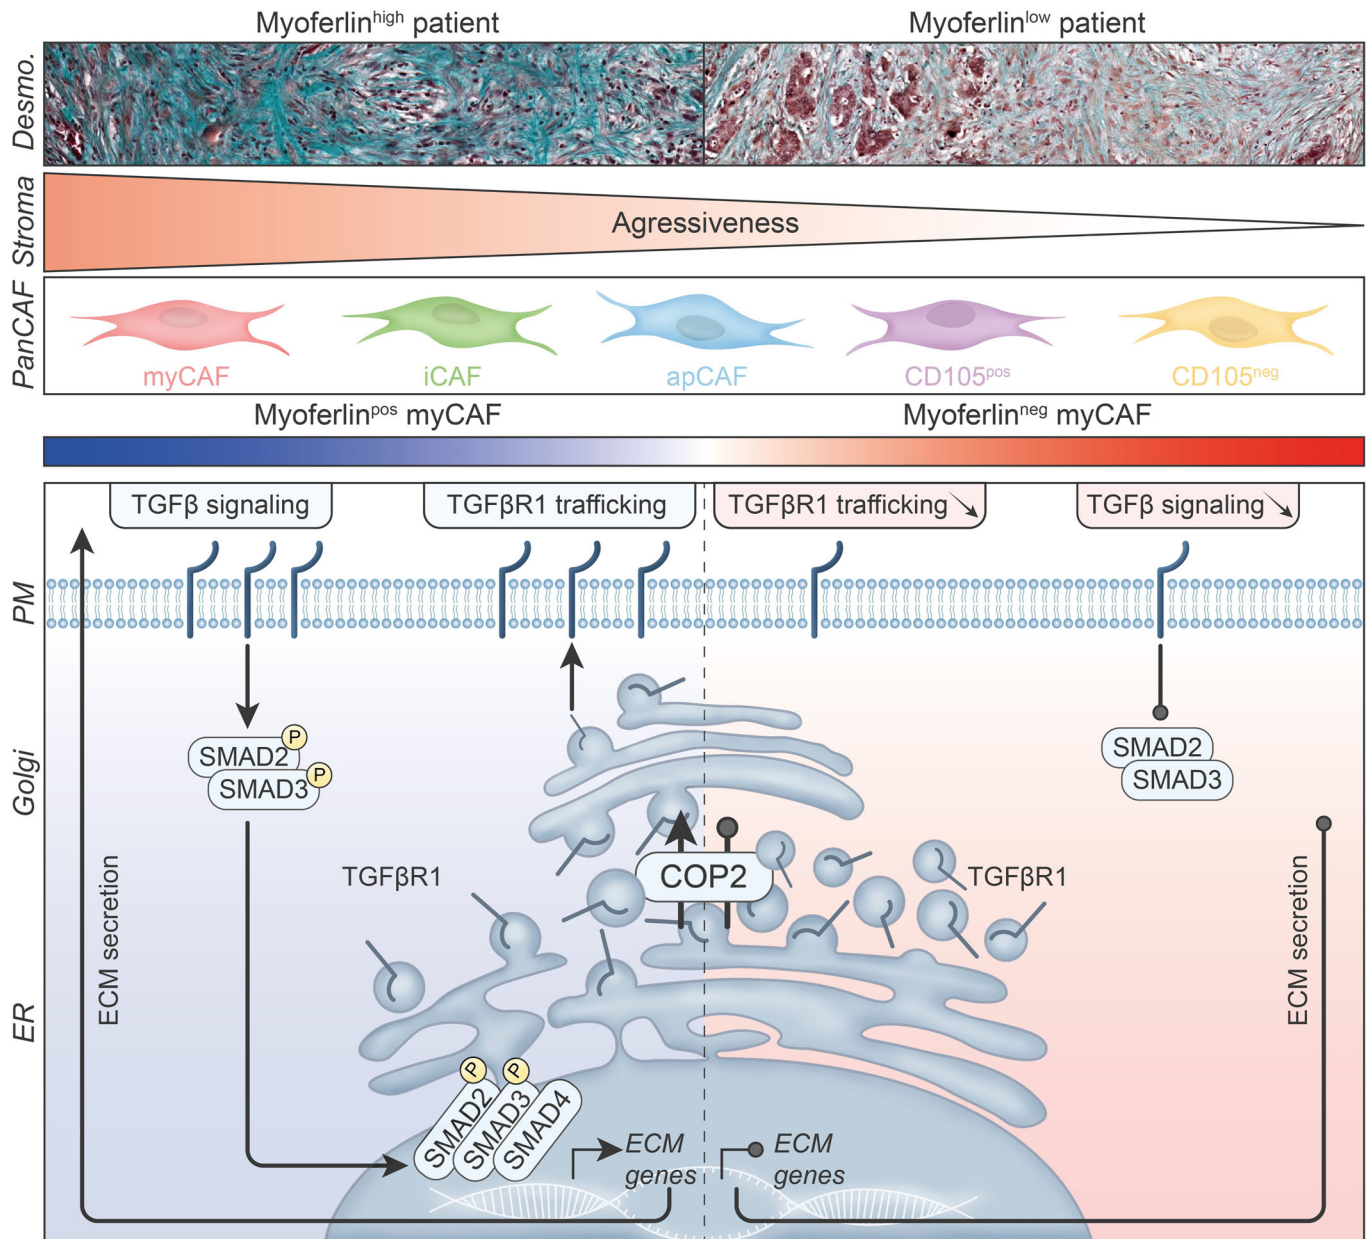 Myoferlinhigh patient
Myoferlinlow patient
Desmo.
Stroma
Agressiveness
PanCAF
myCAF
iCAF
apCAF
CD105pos
CD105neg
Myoferlinpos myCAF
Myoferlinneg myCAF
TGFβ signaling
TGFβR1 trafficking
TGFβR1 trafficking
TGFβ signaling
PM
Golgi
ER
P
SMAD2
P
SMAD3
SMAD2
SMAD3
COP2
TGFβR1
TGFβR1
ECM secretion
ECM secretion
P
P
SMAD2
SMAD3
SMAD4
ECM
genes
ECM
genes